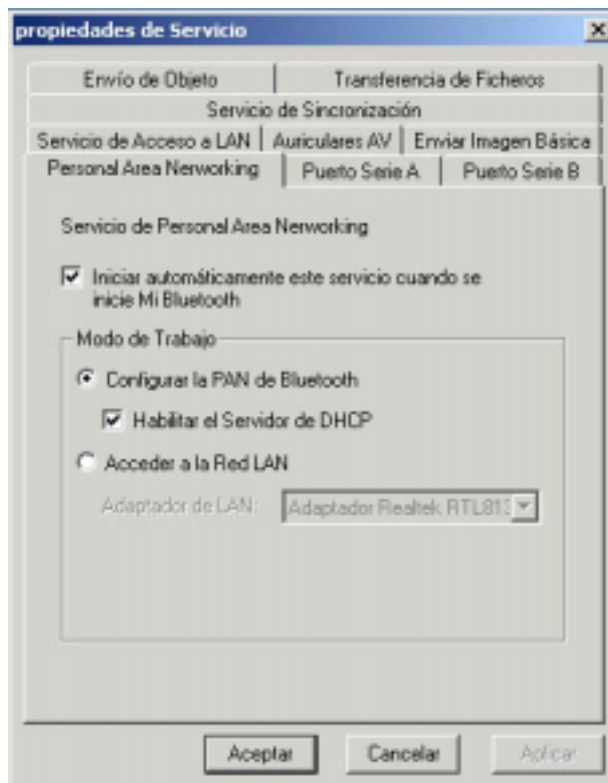 propiedades de Servicio
Envío de Objeto
Transferencia de Ficheros
Servicio de Sincronización
Servicio de Acceso a LAN
Auriculares AV
Enviar Imagen Básica
Personal Area Nerworking
Puerto Serie A
Puerto Serie B
Servicio de Personal Area Nerworking
Iniciar automáticamente este servicio cuando se
inicie Mi Bluetooth
Modo de Trabajo
Configurar la PAN de Bluetooth
Habilitar el Servidor de DHCP
Acceder a la Red LAN
Adaptador de LAN:
Adaptador Realtek RTL813
Aceptar
Cancelar
Aplicar